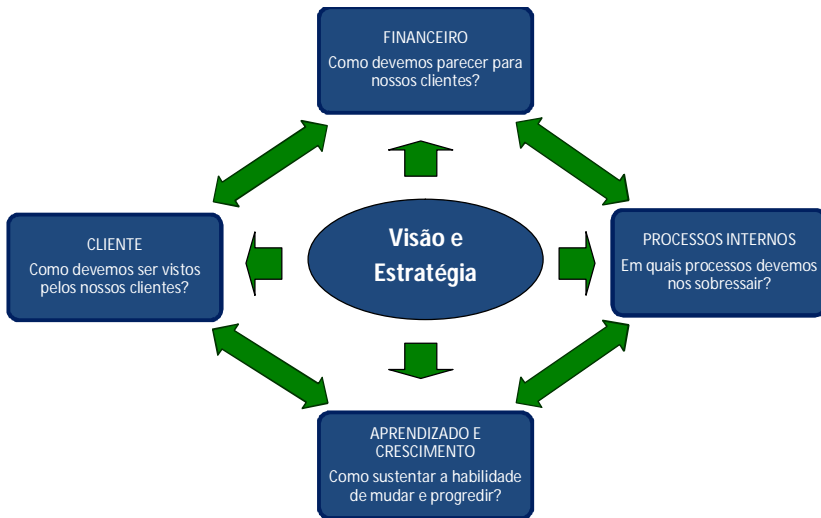 FINANCEIRO
Como devemos parecer para
nossos clientes?
CLIENTE
Como devemos ser vistos
pelos nossos clientes?
Visão e
Estratégia
PROCESSOS INTERNOS
Em quais processos devemos
nos sobressair?
APRENDIZADO E
CRESCIMENTO
Como sustentar a habilidade
de mudar e progredir?